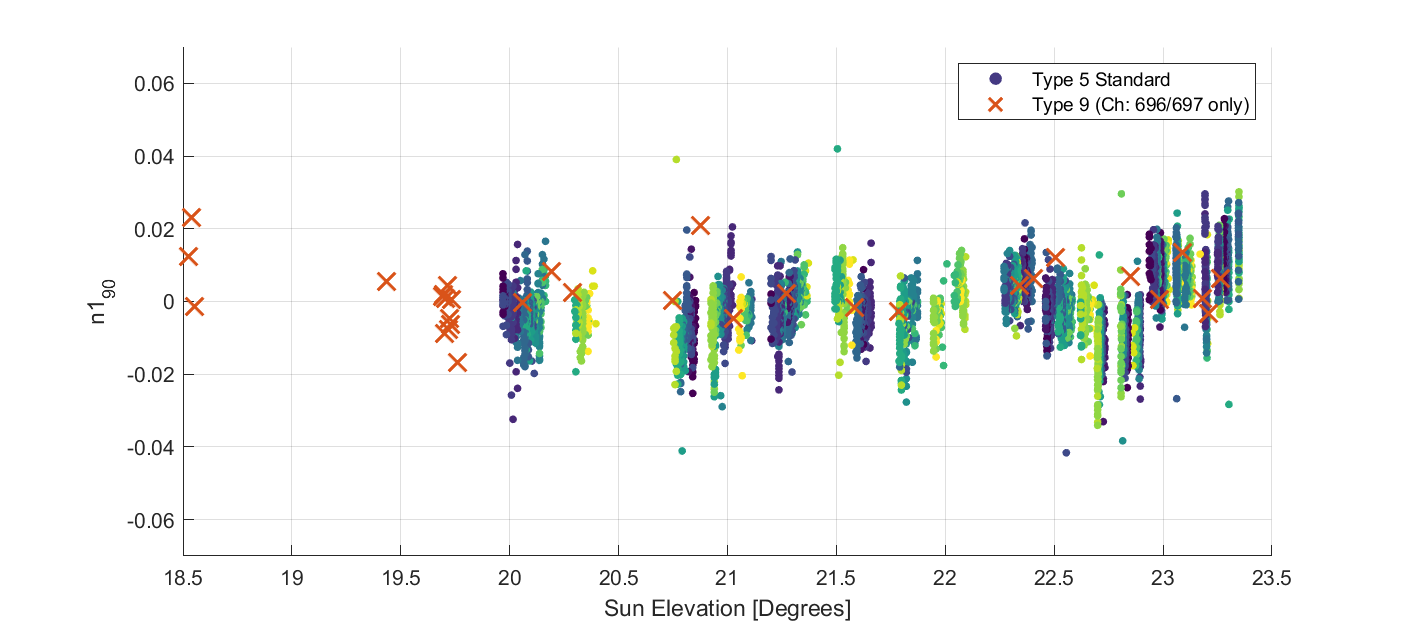 Type 5 Standard
Type 9 (Ch: 696/697 only)
0.06
0.04
0.02
0
-0.02
-0.04
-0.06
n1₉₀
18.5 19 19.5 20 20.5 21 21.5 22 22.5 23 23.5
Sun Elevation [Degrees]